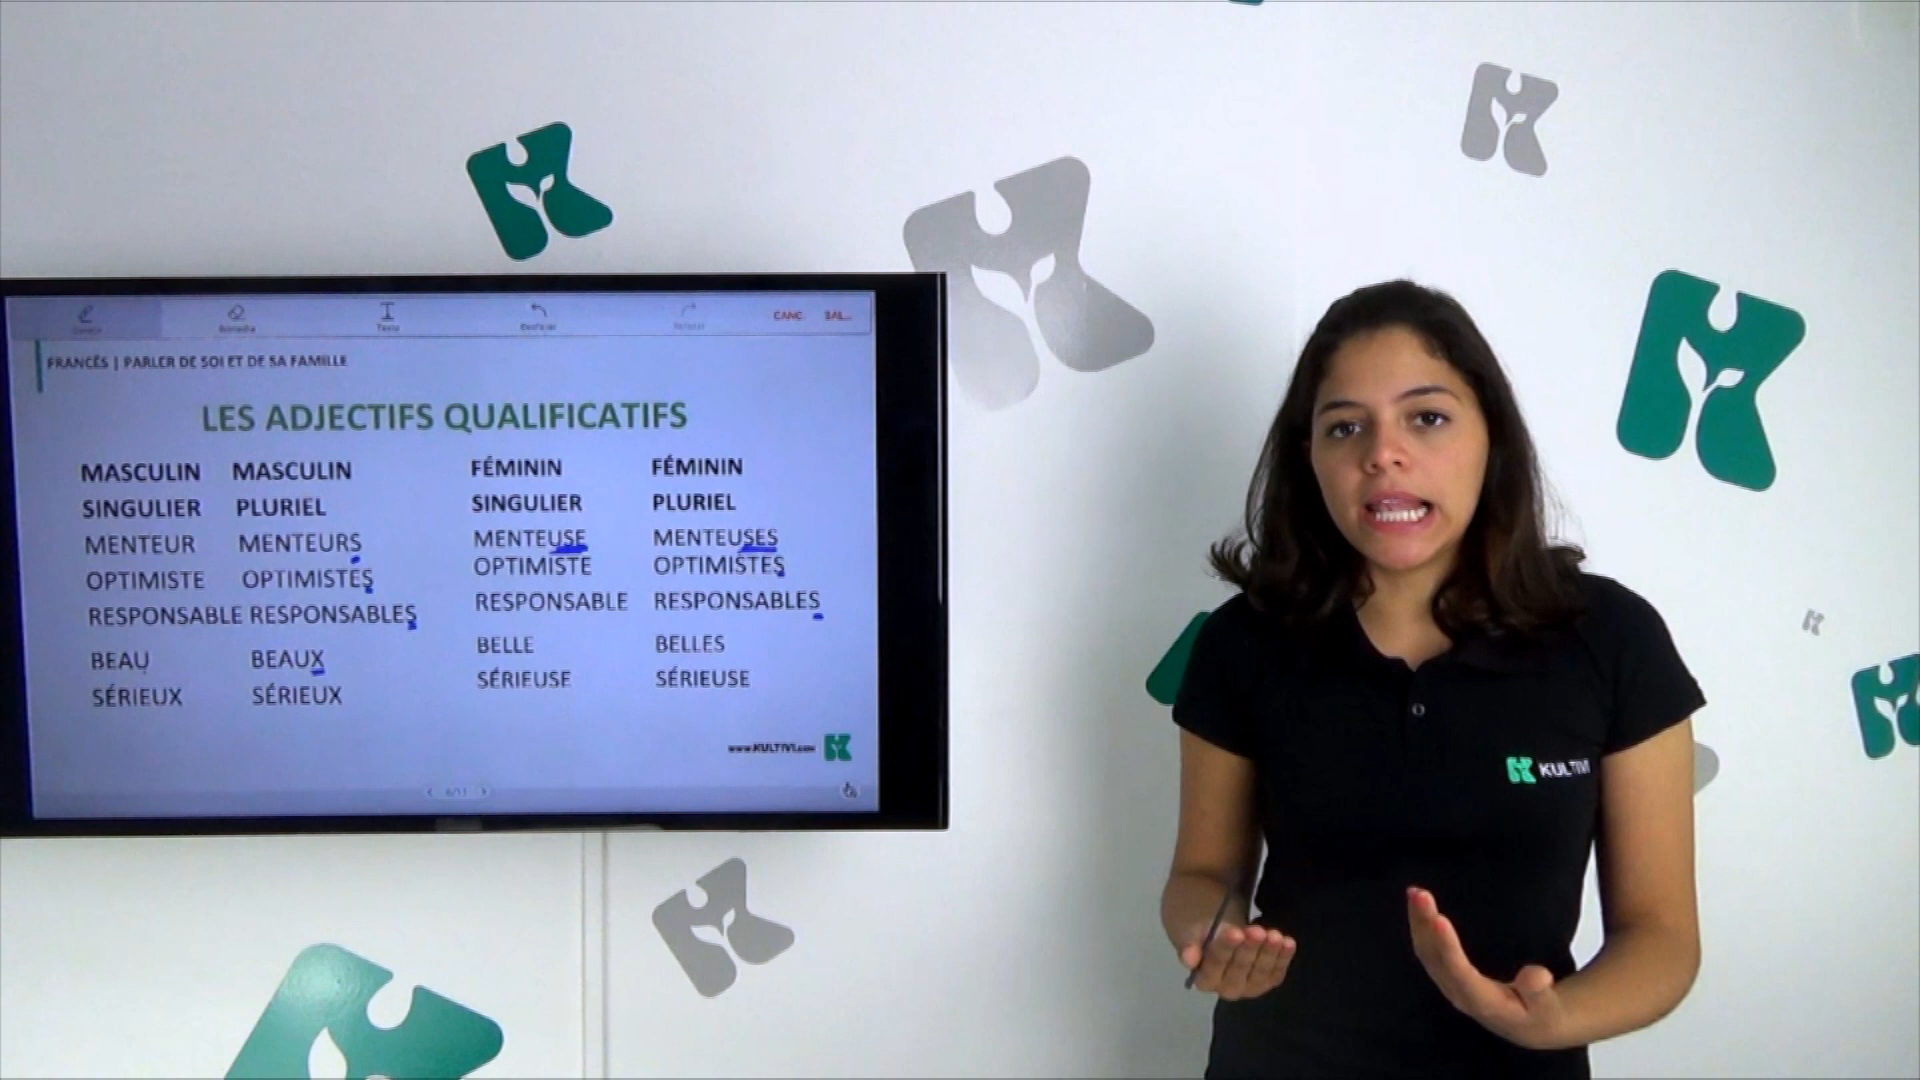 CANC.
SAL...
FRANCÊS | PARLER DE SOI ET DE SA FAMILLE
LES ADJECTIFS QUALIFICATIFS
MASCULIN MASCULIN FÉMININ FÉMININ
SINGULIER PLURIEL SINGULIER PLURIEL
MENTEUR MENTEURS MENTEUSE MENTEUSES
OPTIMISTE OPTIMISTES OPTIMISTE OPTIMISTES
RESPONSABLE RESPONSABLES RESPONSABLE RESPONSABLES
BEAU BEAUX BELLE BELLES
SÉRIEUX SÉRIEUX SÉRIEUSE SÉRIEUSE
www.KULTIVI.com
KULTIVI